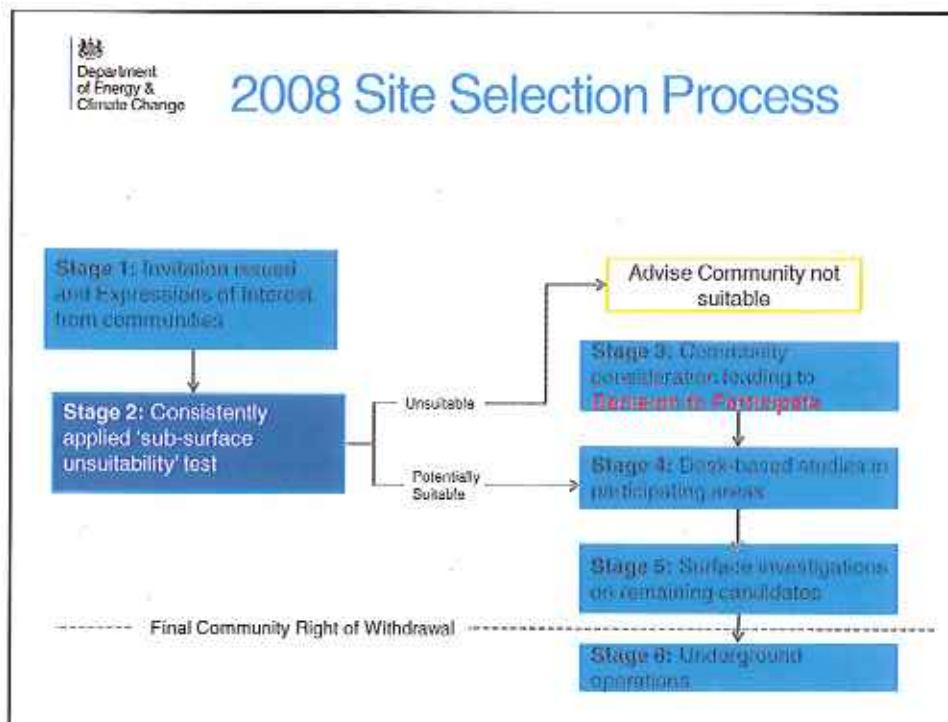 Department
of Energy &
Climate Change
2008 Site Selection Process
Stage 1: Invitation issued
and Expressions of Interest
from communities
Stage 2: Consistently
applied 'sub-surface
unsuitability' test
Unsuitable
Potentially
Suitable
Advise Community not
suitable
Stage 3: Community
consideration leading to
Decision to Participate
Stage 4: Desk-based studies in
participating areas
Stage 5: Surface investigations
on remaining candidates
Final Community Right of Withdrawal
Stage 6: Underground
operations